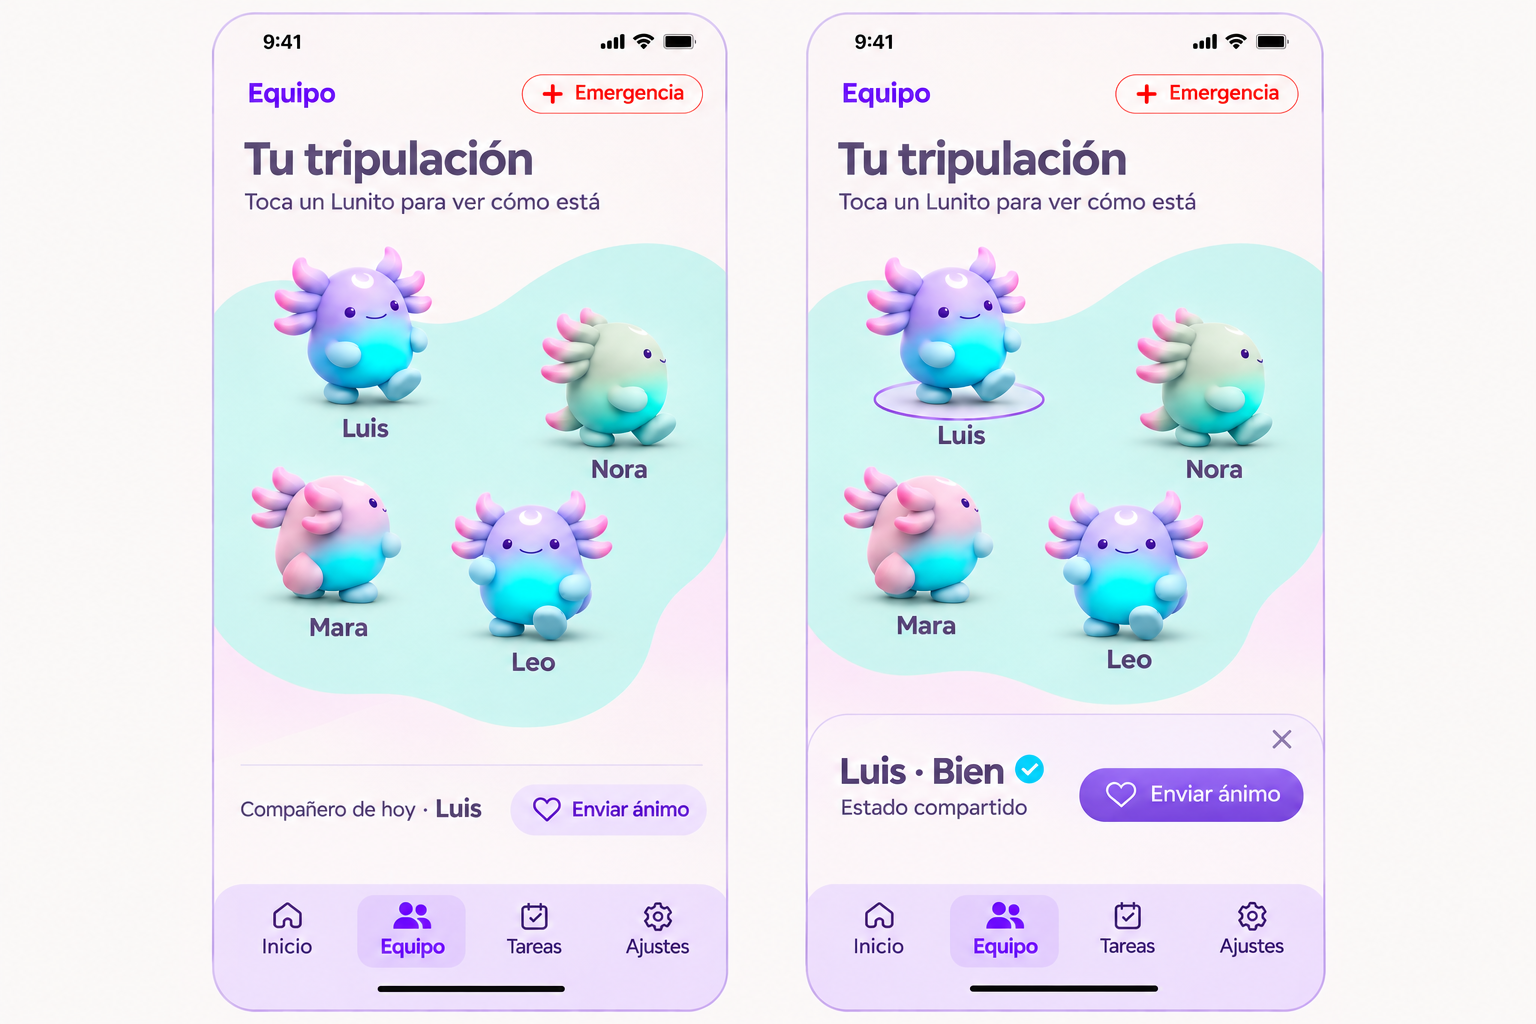 9:41
Equipo
Emergencia
Tu tripulación
Toca un Lunito para ver cómo está
Luis
Nora
Mara
Leo
Compañero de hoy · Luis
Enviar ánimo
Inicio
Equipo
Tareas
Ajustes
9:41
Equipo
Emergencia
Tu tripulación
Toca un Lunito para ver cómo está
Luis
Nora
Mara
Leo
Luis · Bien
Estado compartido
Enviar ánimo
Inicio
Equipo
Tareas
Ajustes